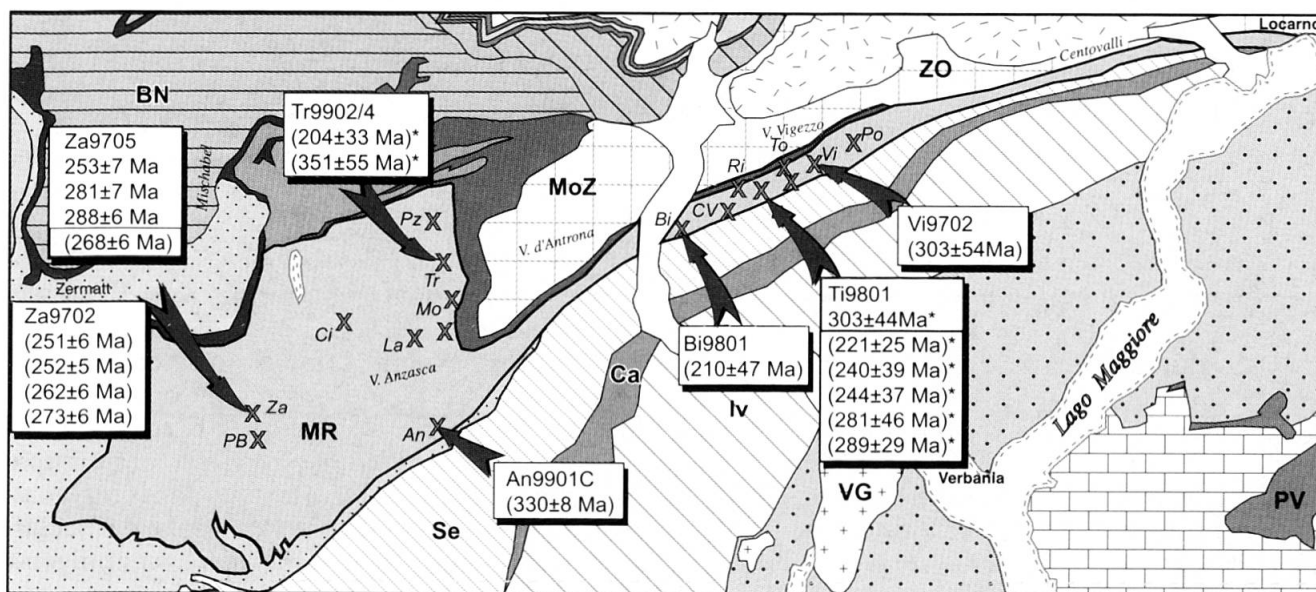 Locarno
BN
ZO
Centovalli
Tr9902/4
(204±33 Ma)*
(351±55 Ma)*
Za9705
253±7 Ma
281±7 Ma
288±6 Ma
(268±6 Ma)
Mischabel
V. Vigezzo
To
Po
Vi
Ri
MoZ
Pz
CV
Bi
V. d'Antrona
Vi9702
(303±54Ma)
Zermatt
Tr
Mo
Za9702
(251±6 Ma)
(252±5 Ma)
(262±6 Ma)
(273±6 Ma)
Ci
La
V. Anzasca
Ti9801
303±44Ma*
(221±25 Ma)*
(240±39 Ma)*
(244±37 Ma)*
(281±46 Ma)*
(289±29 Ma)*
Bi9801
(210±47 Ma)
Ca
Iv
Lago Maggiore
Za
PB
MR
An
An9901C
(330±8 Ma)
Verbania
VG
PV
Se